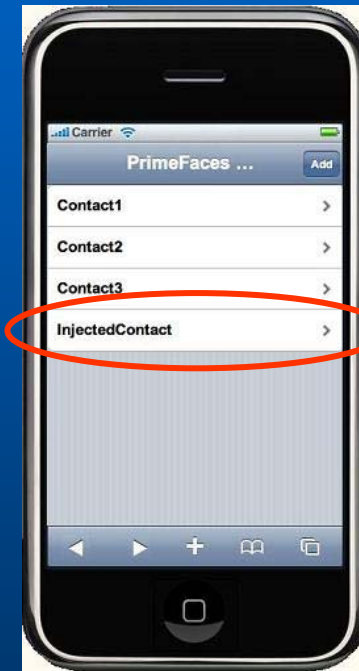 Carrier
PrimeFaces ...
Add
Contact1
Contact2
Contact3
InjectedContact